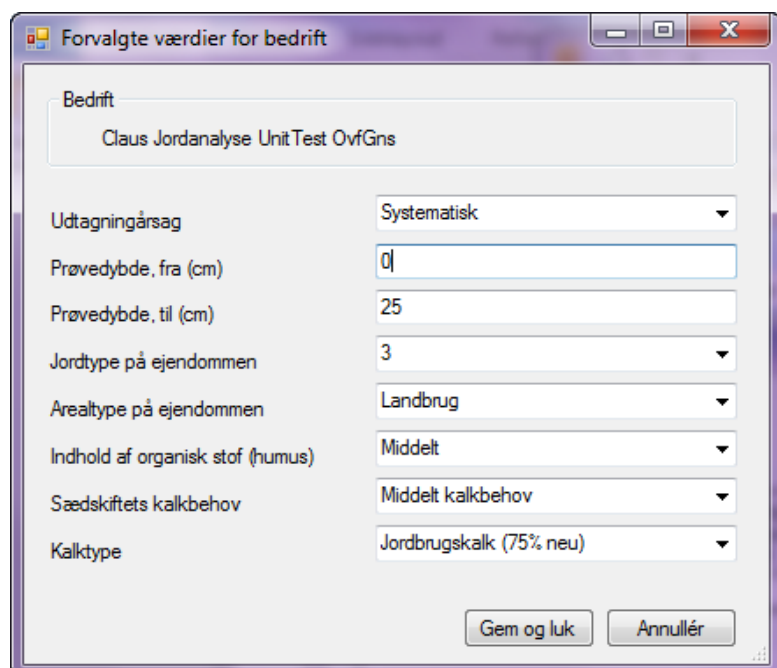 Forvalgte værdier for bedrift
Bedrift
Claus Jordanalyse UnitTest OvfGns
Udtagningårsag Systematisk
Prøvedybde, fra (cm) 0
Prøvedybde, til (cm) 25
Jordtype på ejendommen 3
Arealtype på ejendommen Landbrug
Indhold af organisk stof (humus) Middelt
Sædskiftets kalkbehov Middelt kalkbehov
Kalktype Jordbrugskalk (75% neu)
Gem og luk Annullér